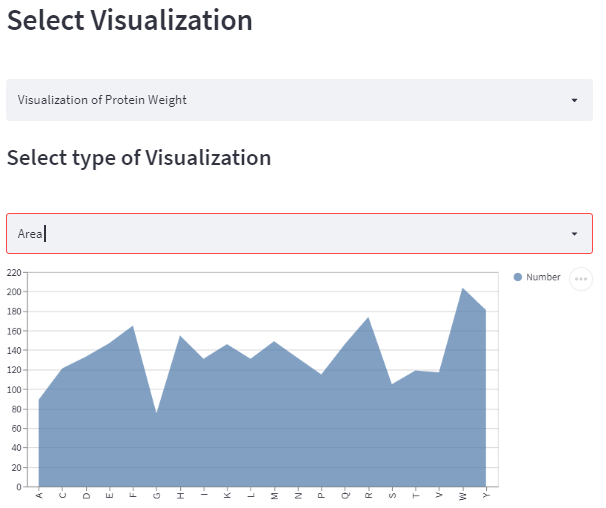 Select Visualization
Visualization of Protein Weight
Select type of Visualization
Area
Number
220
200
180
160
140
120
100
80
60
40
20
0
A C D E F G H I K L M N P Q R S T V W Y